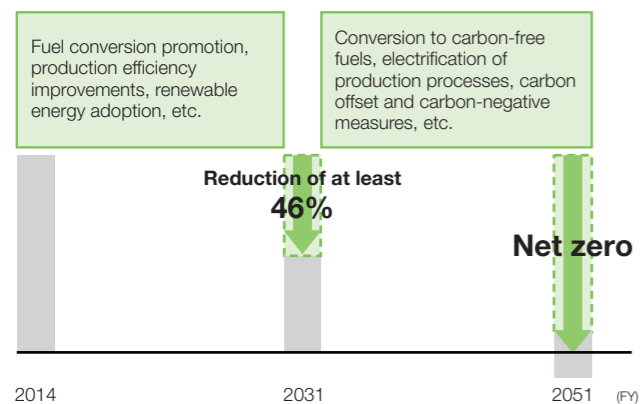 Fuel conversion promotion,
production efficiency
improvements, renewable
energy adoption, etc.
Conversion to carbon-free
fuels, electrification of
production processes, carbon
offset and carbon-negative
measures, etc.
Reduction of at least
46%
Net zero
2014
2031
2051
(FY)